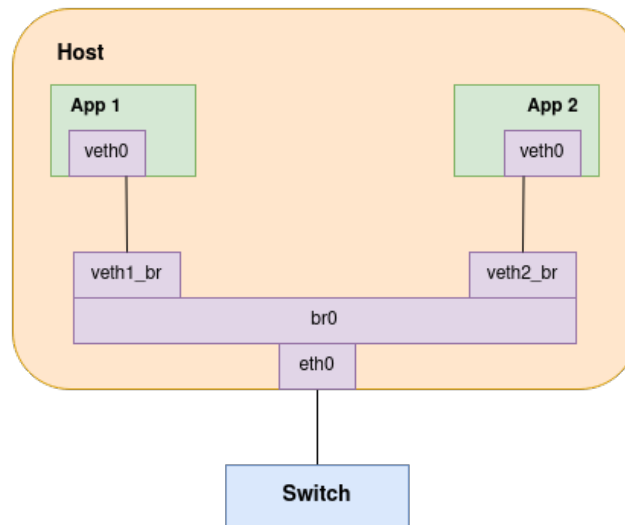 Host
App 1
App 2
veth0
veth0
veth1_br
veth2_br
br0
eth0
Switch